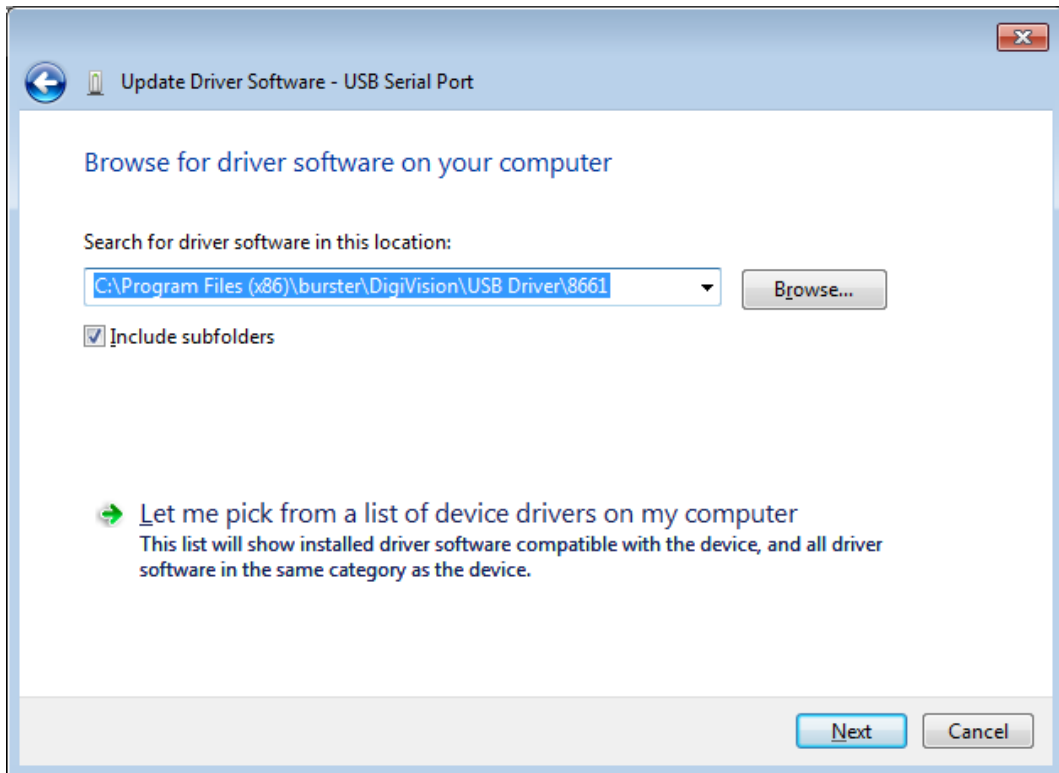 Update Driver Software - USB Serial Port
Browse for driver software on your computer
Search for driver software in this location:
C:\Program Files (x86)\burster\DigiVision\USB Driver\8661
Browse...
Include subfolders
Let me pick from a list of device drivers on my computer
This list will show installed driver software compatible with the device, and all driver
software in the same category as the device.
Next
Cancel